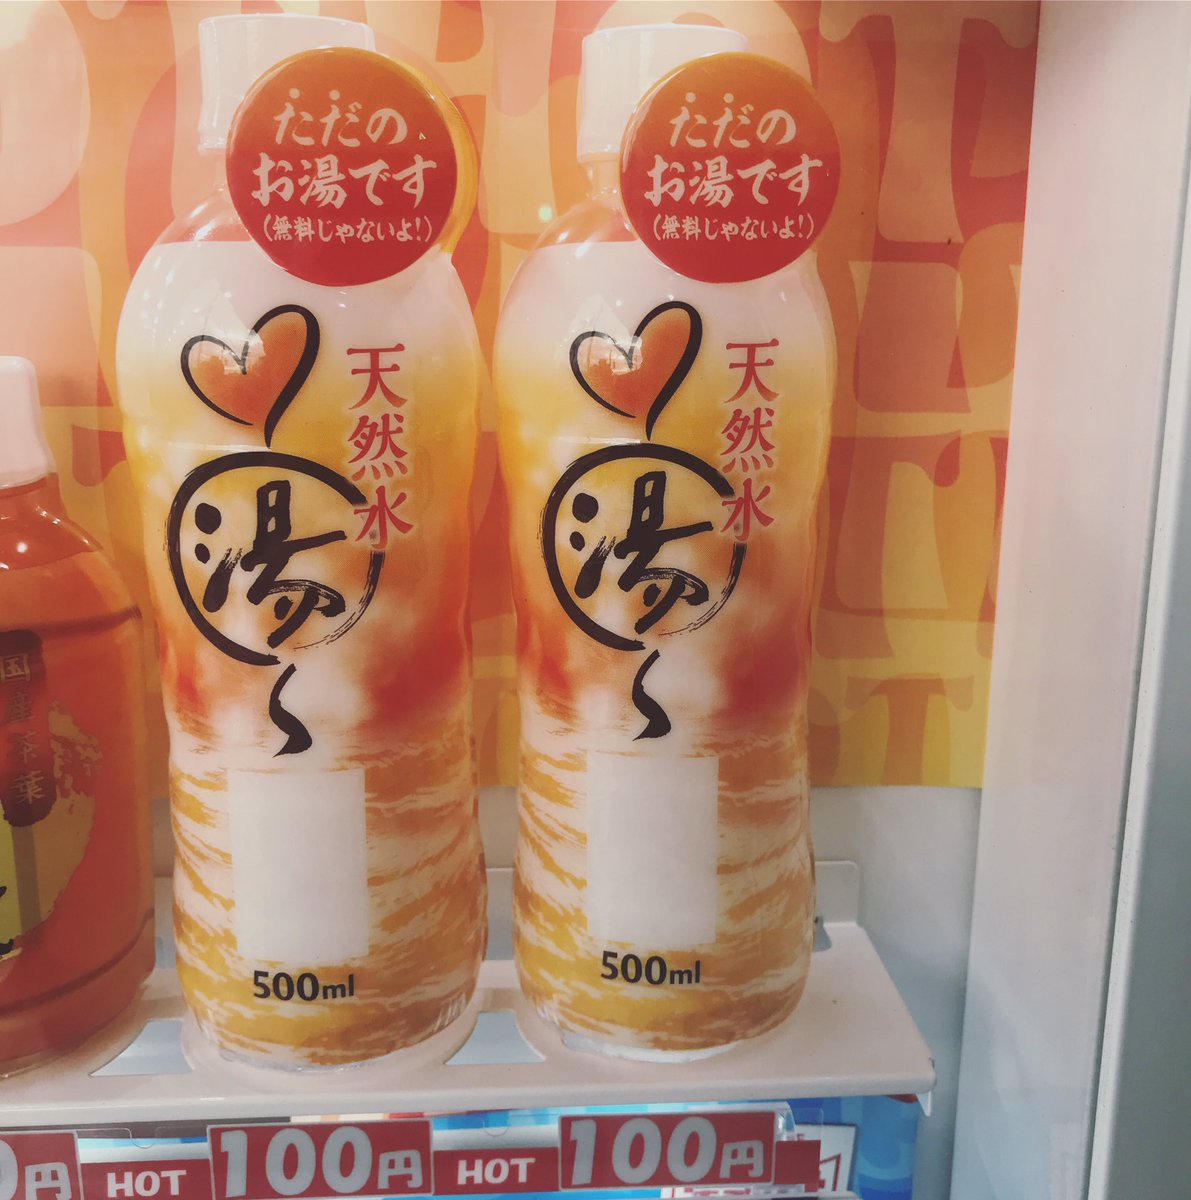 ただの
お湯です
(無料じゃないよ!)
ただの
お湯です
(無料じゃないよ!)
天然水
湯〜
500ml
天然水
湯〜
500ml
国産茶葉
0円
HOT
100円
HOT
100円